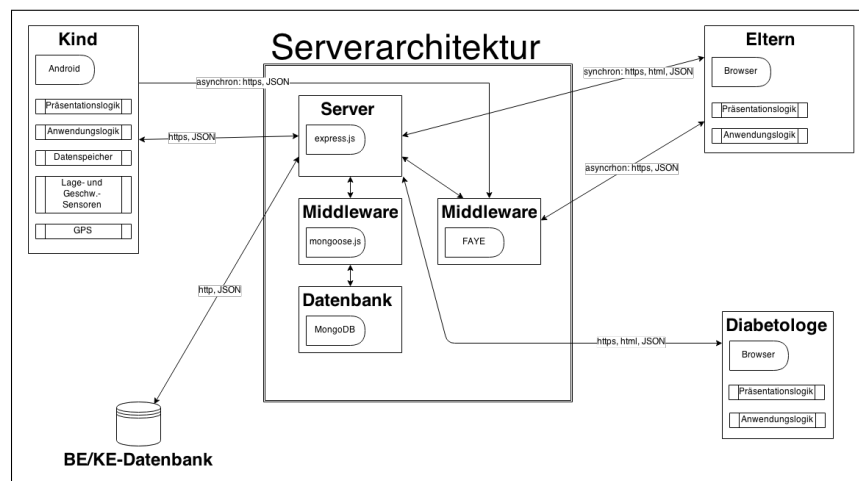 Serverarchitektur
Kind
Android
Präsentationslogik
Anwendungslogik
Datenspeicher
Lage- und
Geschw.-
Sensoren
GPS
asynchron: https, JSON
https, JSON
http, JSON
Server
express.js
Middleware
mongoose.js
Datenbank
MongoDB
Middleware
FAYE
synchron: https, html, JSON
asyncrhon: https, JSON
https, html, JSON
Eltern
Browser
Präsentationslogik
Anwendungslogik
Diabetologe
Browser
Präsentationslogik
Anwendungslogik
BE/KE-Datenbank